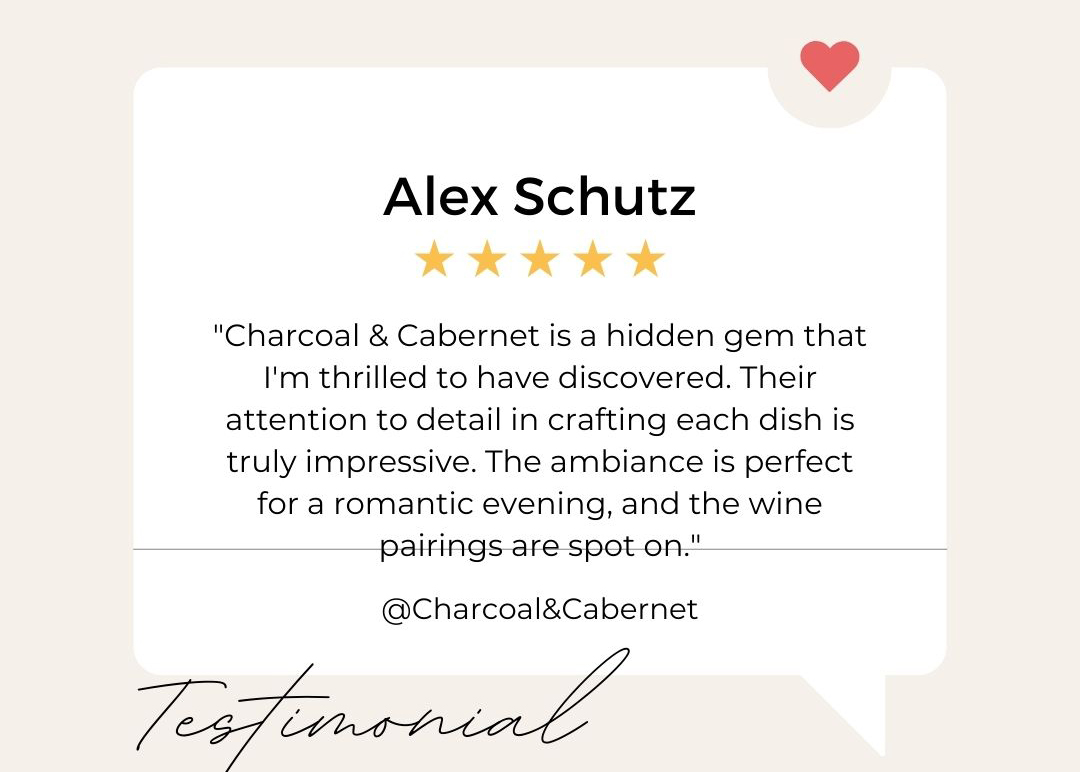 Alex Schutz
"Charcoal & Cabernet is a hidden gem that
I'm thrilled to have discovered. Their
attention to detail in crafting each dish is
truly impressive. The ambiance is perfect
for a romantic evening, and the wine
pairings are spot on."
@Charcoal&Cabernet
Testimonial